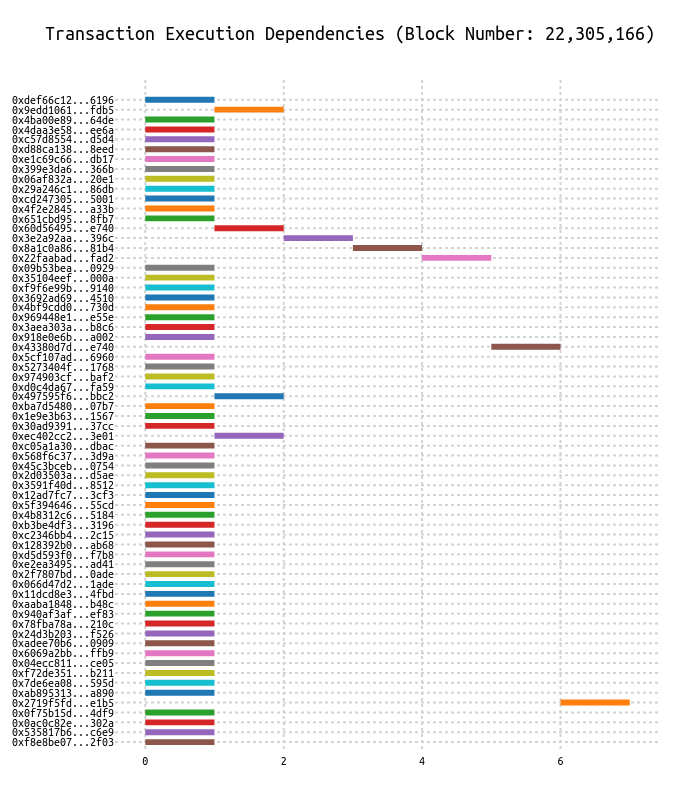 Transaction Execution Dependencies (Block Number: 22,305,166)
0xdef66c12...6196
0x9edd1061...fdb5
0x4ba00e89...64de
0x4daa3e58...ee6a
0xc57d8554...d5d4
0xd88ca138...8eed
0xe1c69c66...db17
0x399e3da6...366b
0x06af832a...20e1
0x29a246c1...86db
0xcd247305...5001
0x4f2e2845...a33b
0x651cbd95...8fb7
0x60d56495...e740
0x3e2a92aa...396c
0x8a1c0a86...81b4
0x22faabad...fad2
0x09b53bea...0929
0x35104eef...000a
0xf9f6e99b...9140
0x3692ad69...4510
0x4bf9cdd0...730d
0x969448e1...e55e
0x3aea303a...b8c6
0x918e0e6b...a002
0x43380d7d...e740
0x5cf107ad...6960
0x5273404f...1768
0x974903cf...baf2
0xd0c4da67...fa59
0x497595f6...bbc2
0xba7d5480...07b7
0x1e9e3b63...1567
0x30ad9391...37cc
0xec402cc2...3e01
0xc05a1a30...dbac
0x568f6c37...3d9a
0x45c3bceb...0754
0x2d03503a...d5ae
0x3591f40d...8512
0x12ad7fc7...3cf3
0x5f394646...55cd
0x4b8312c6...5184
0xb3be4df3...3196
0xc2346bb4...2c15
0x128392b0...ab68
0xd5d593f0...f7b8
0xe2ea3495...ad41
0x2f7807bd...0ade
0x066d47d2...1ade
0x11dcd8e3...4fbd
0xaaba1848...b48c
0x940af3af...ef83
0x78fba78a...210c
0x24d3b203...f526
0xadee70b6...0909
0x6069a2bb...ffb9
0x04ecc811...ce05
0xf72de351...b211
0x7de6ea08...595d
0xab895313...a890
0x2719f5fd...e1b5
0x0f75b15d...4df9
0x0ac0c82e...302a
0x535817b6...c6e9
0xf8e8be07...2f03
0 2 4 6